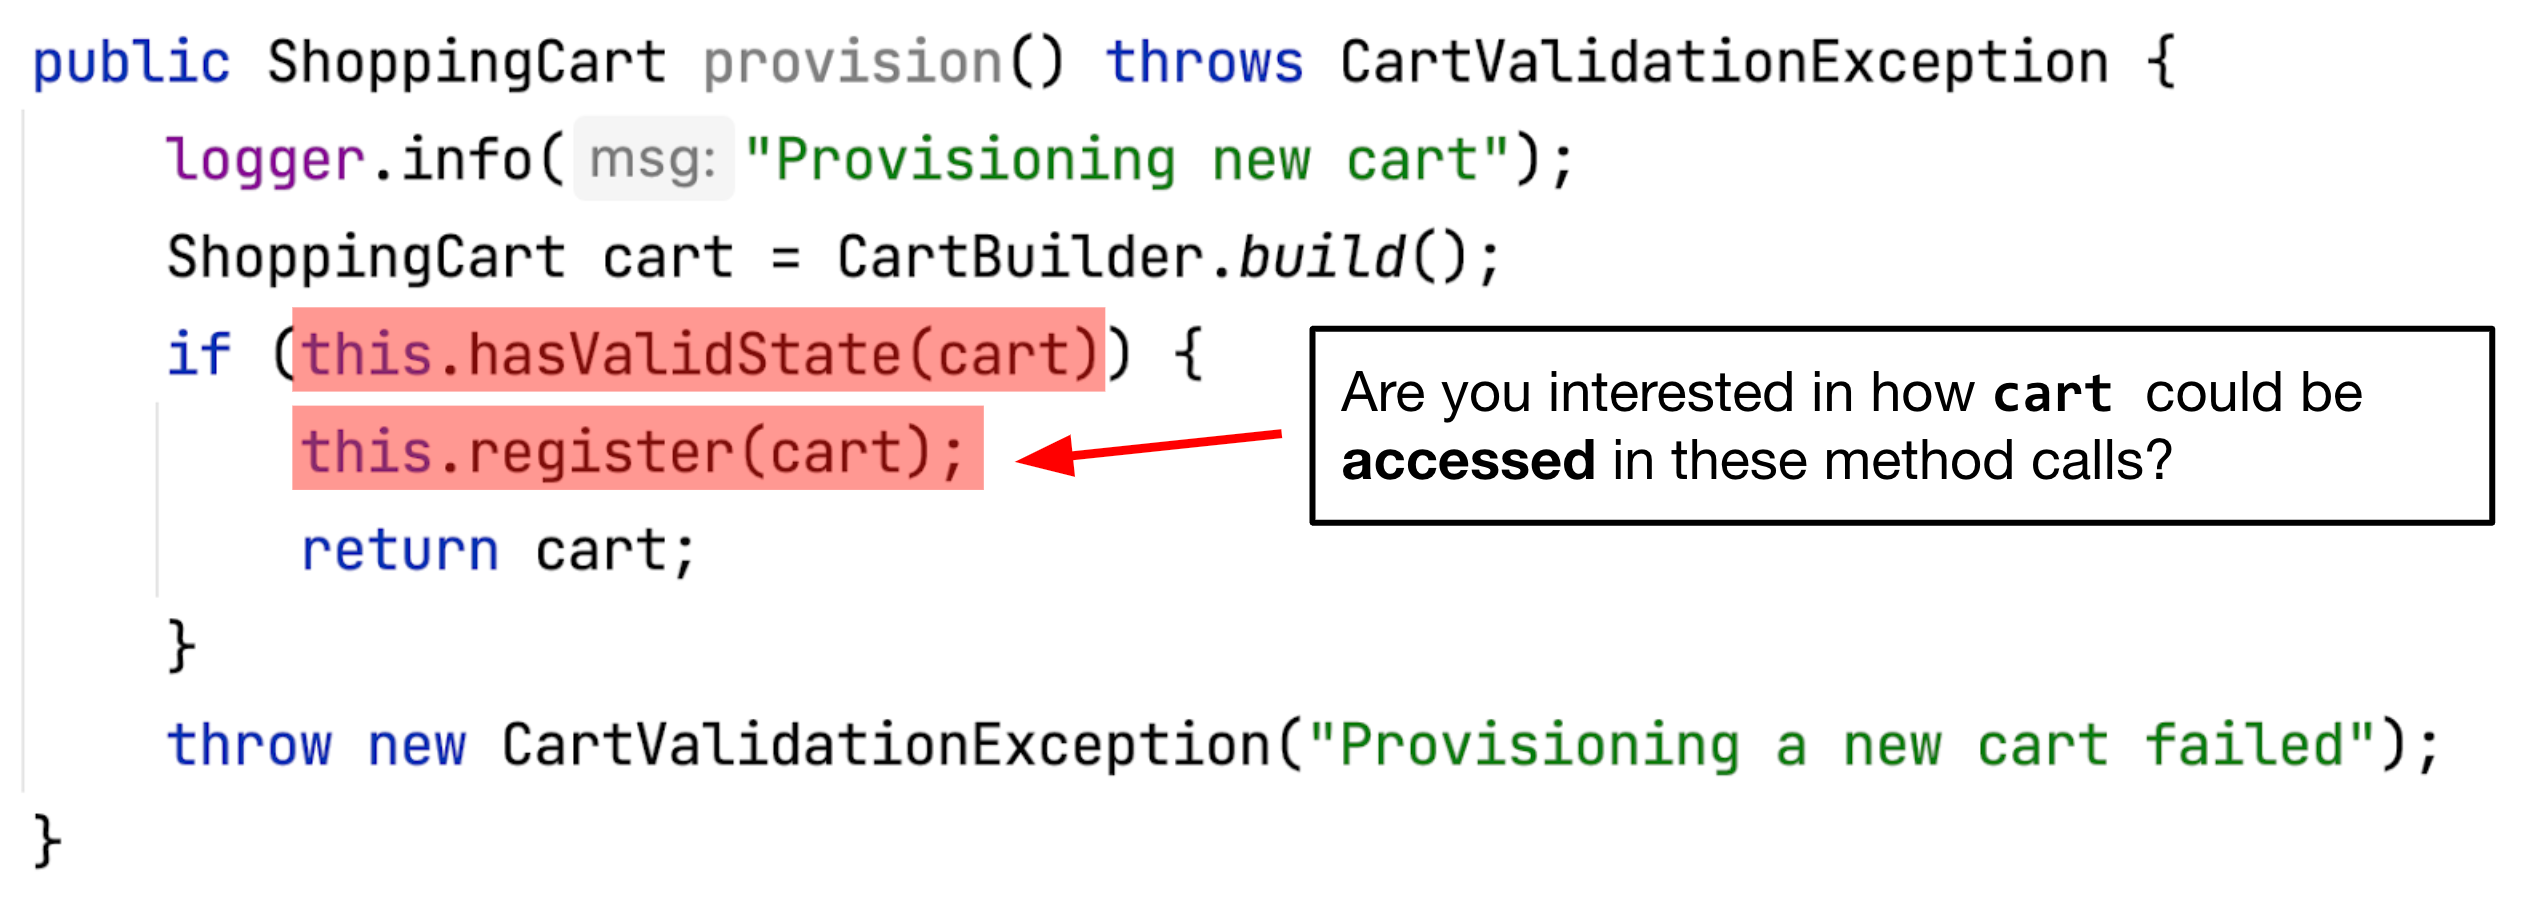 public ShoppingCart provision() throws CartValidationException {
logger.info( msg: "Provisioning new cart");
ShoppingCart cart = CartBuilder.build();
if (this.hasValidState(cart)) {
this.register(cart);
return cart;
}
throw new CartValidationException("Provisioning a new cart failed");
}
Are you interested in how cart could be
accessed in these method calls?